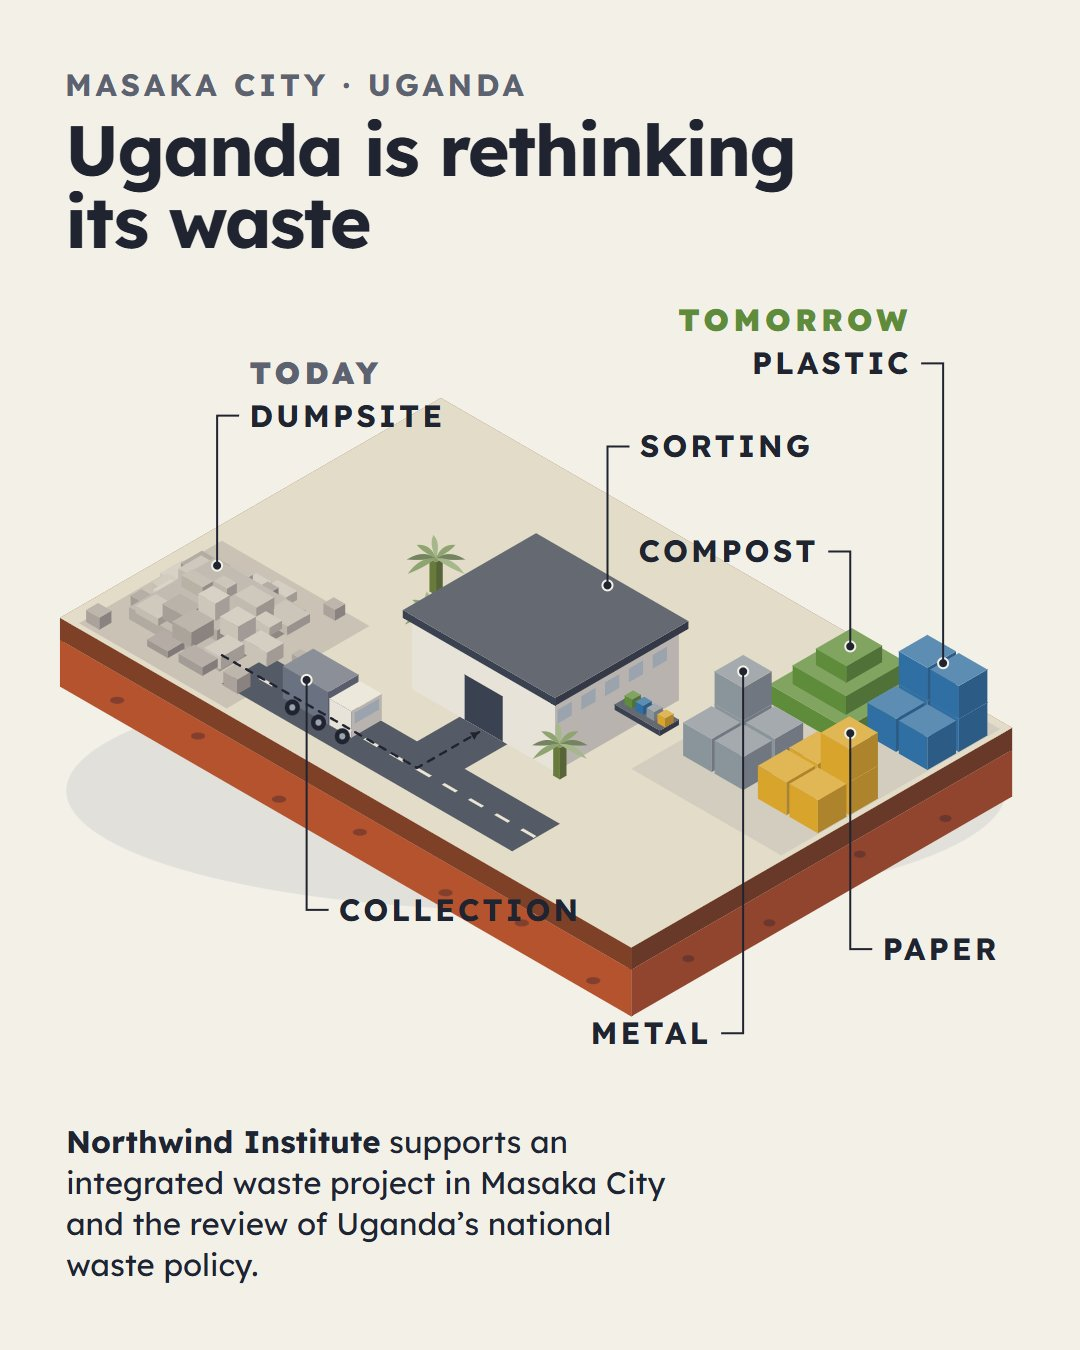 MASAKA CITY · UGANDA
Uganda is rethinking
its waste
TOMORROW
PLASTIC
TODAY
DUMPSITE
SORTING
COMPOST
COLLECTION
PAPER
METAL
Northwind Institute supports an
integrated waste project in Masaka City
and the review of Uganda’s national
waste policy.